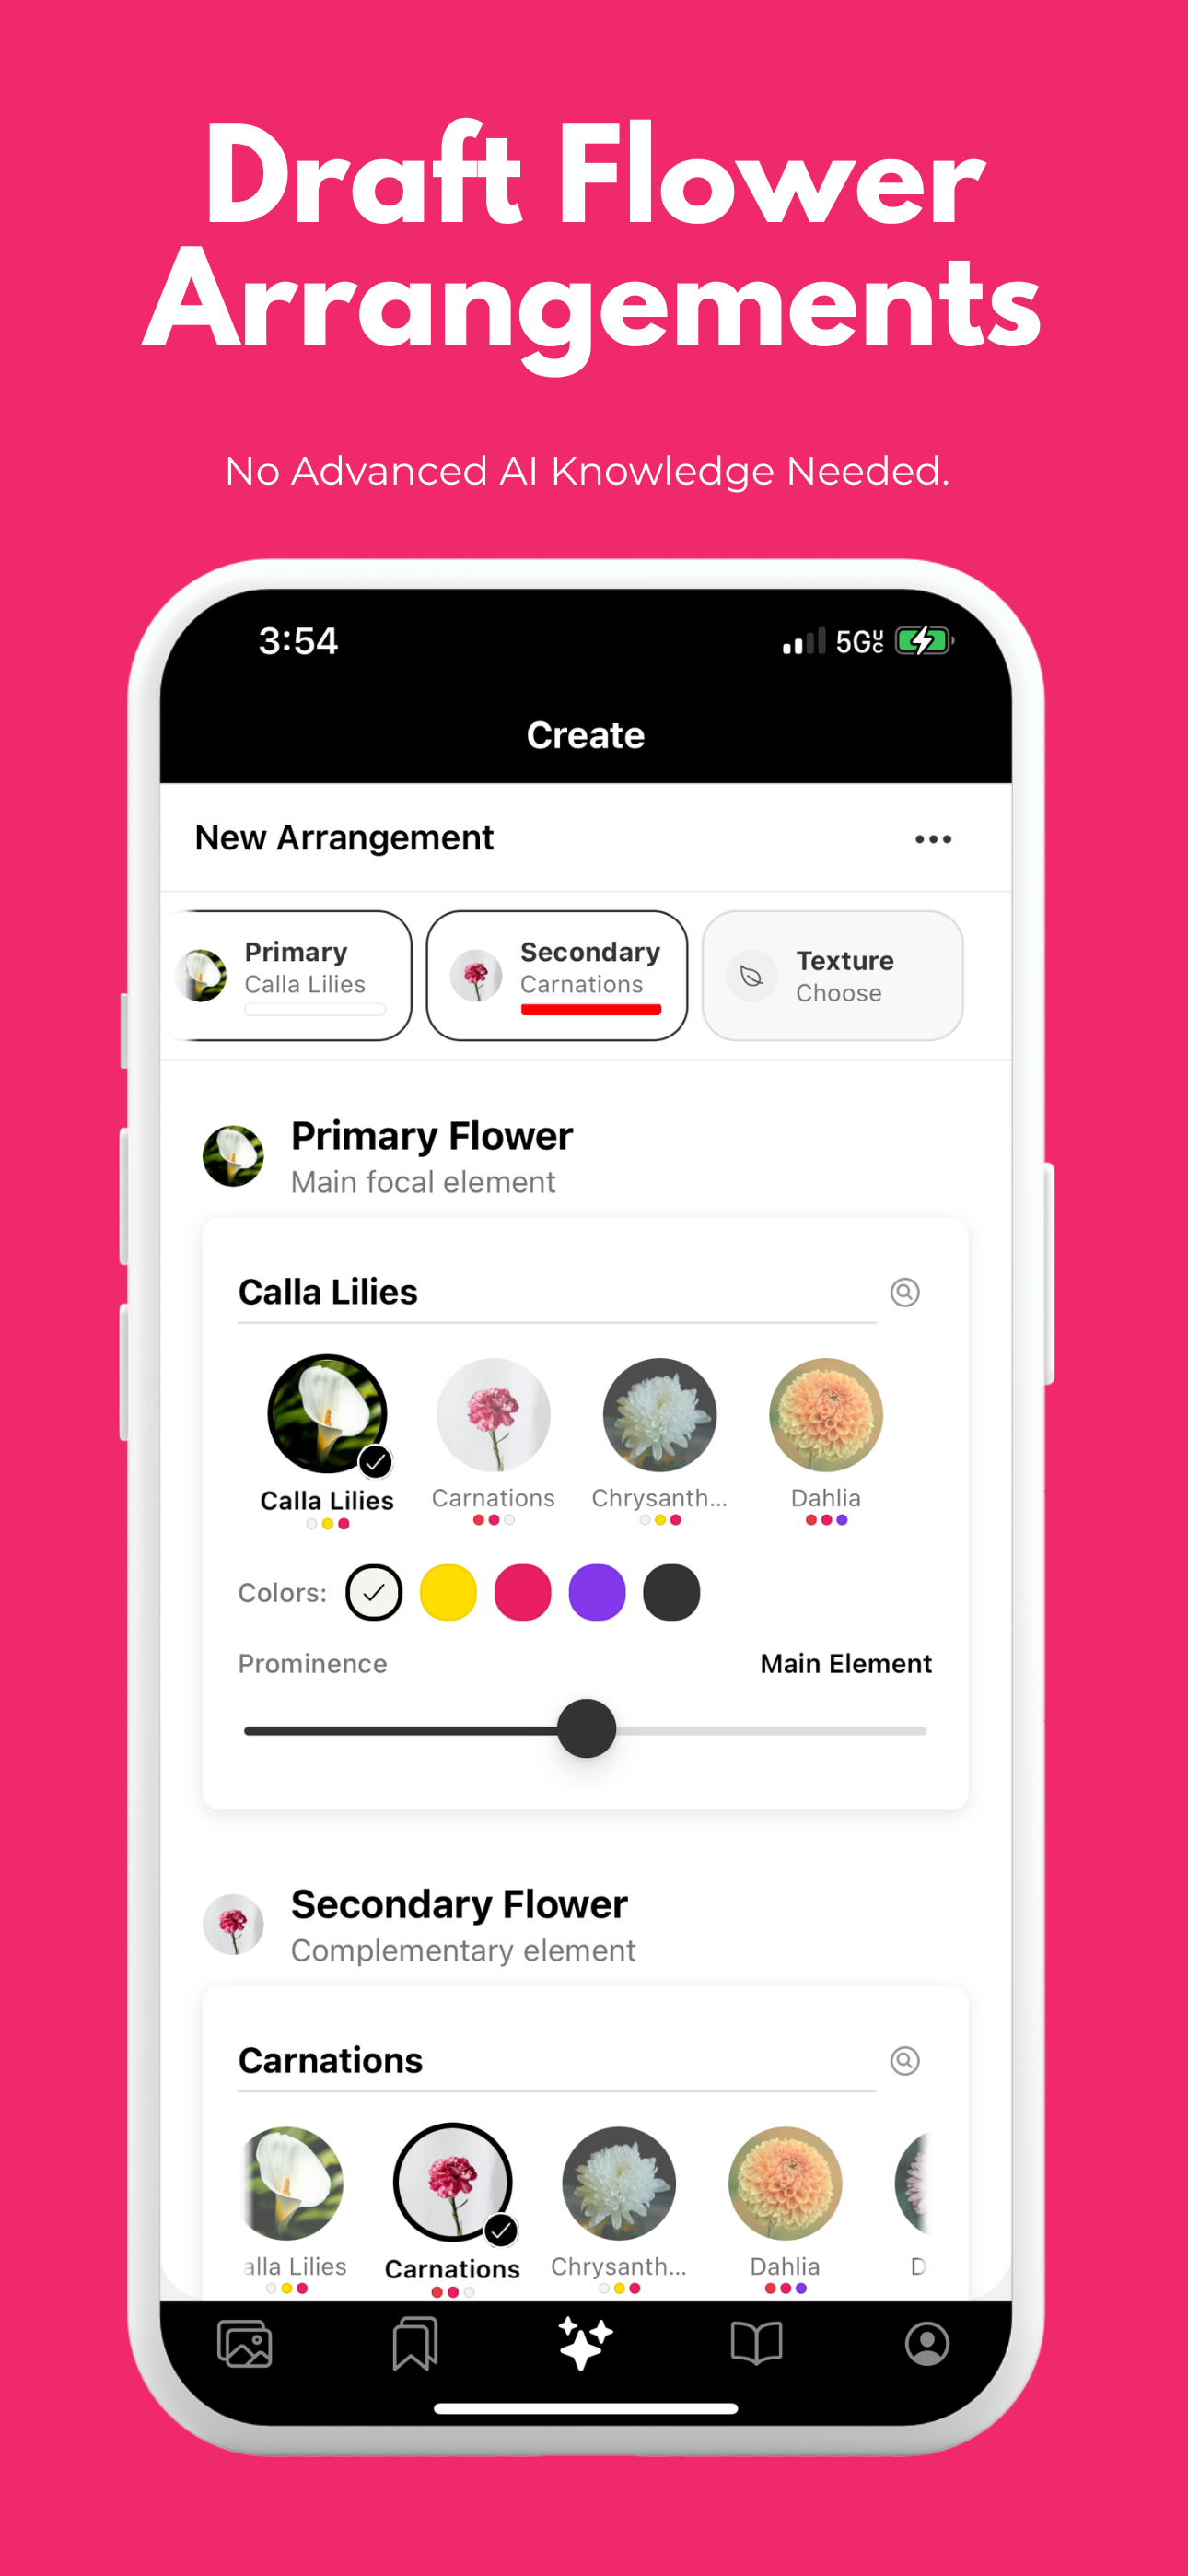 Draft Flower
Arrangements
No Advanced AI Knowledge Needed.
3:54
5GUC
Create
New Arrangement
Primary
Calla Lilies
Secondary
Carnations
Texture
Choose
Primary Flower
Main focal element
Calla Lilies
Calla Lilies
Carnations
Chrysanth...
Dahlia
Colors:
Prominence
Main Element
Secondary Flower
Complementary element
Carnations
alla Lilies
Carnations
Chrysanth...
Dahlia
D